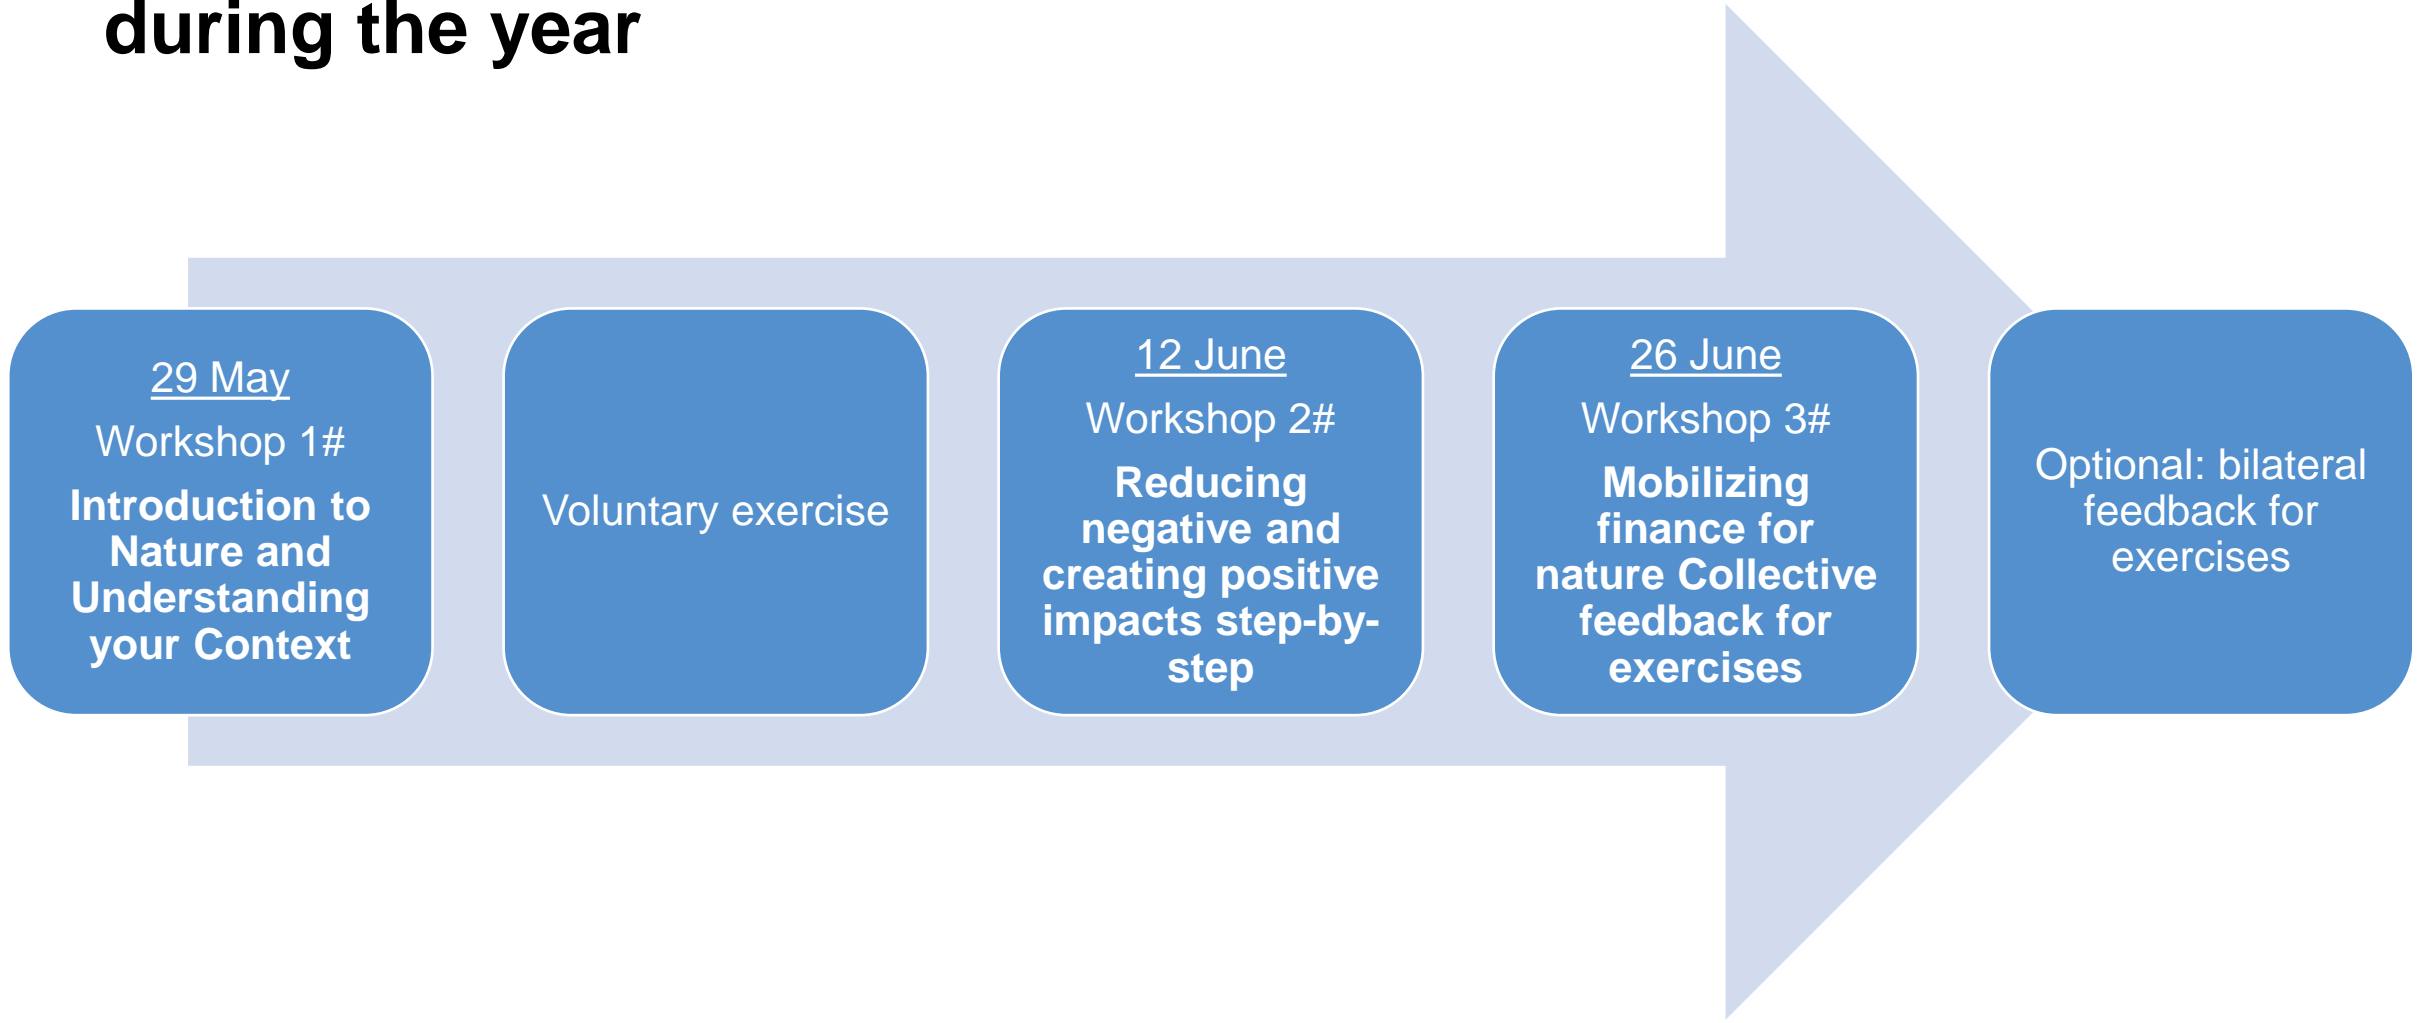 during the year
29 May
Workshop 1#
Introduction to
Nature and
Understanding
your Context
Voluntary exercise
12 June
Workshop 2#
Reducing
negative and
creating positive
impacts step-by-
step
26 June
Workshop 3#
Mobilizing
finance for
nature Collective
feedback for
exercises
Optional: bilateral
feedback for
exercises